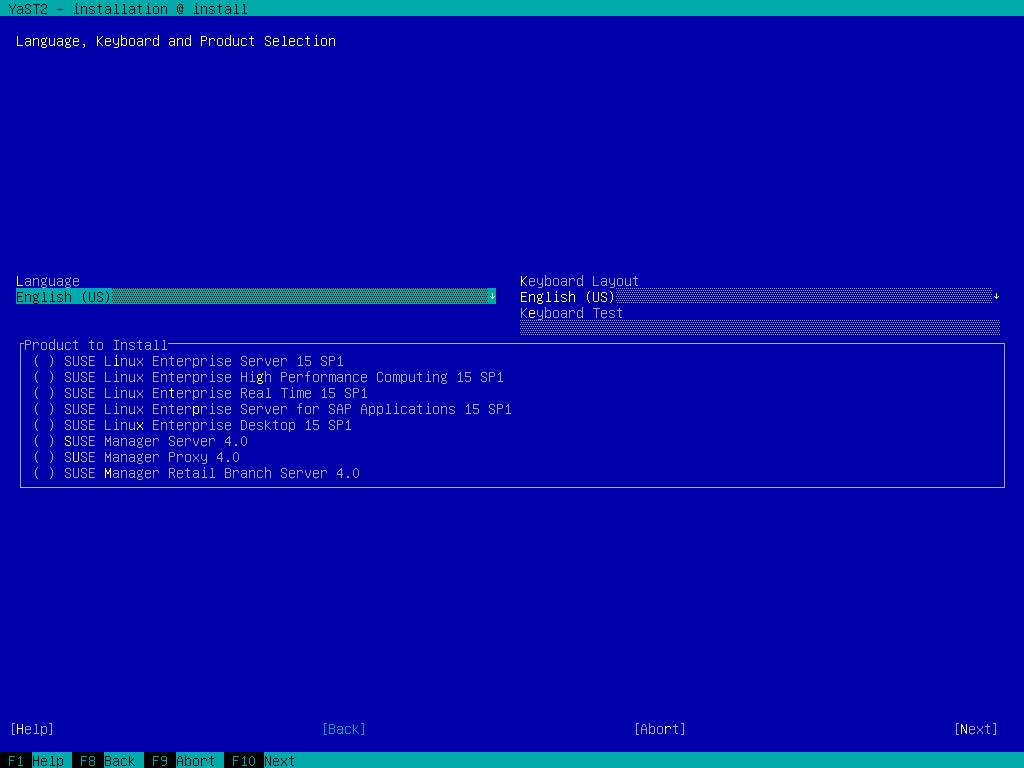 YaST2 - installation @ install
Language, Keyboard and Product Selection
Language
English (US)↓
Keyboard Layout
English (US)↓
Keyboard Test
Product to Install
( ) SUSE Linux Enterprise Server 15 SP1
( ) SUSE Linux Enterprise High Performance Computing 15 SP1
( ) SUSE Linux Enterprise Real Time 15 SP1
( ) SUSE Linux Enterprise Server for SAP Applications 15 SP1
( ) SUSE Linux Enterprise Desktop 15 SP1
( ) SUSE Manager Server 4.0
( ) SUSE Manager Proxy 4.0
( ) SUSE Manager Retail Branch Server 4.0
[Help] [Back] [Abort] [Next]
F1 Help F8 Back F9 Abort F10 Next